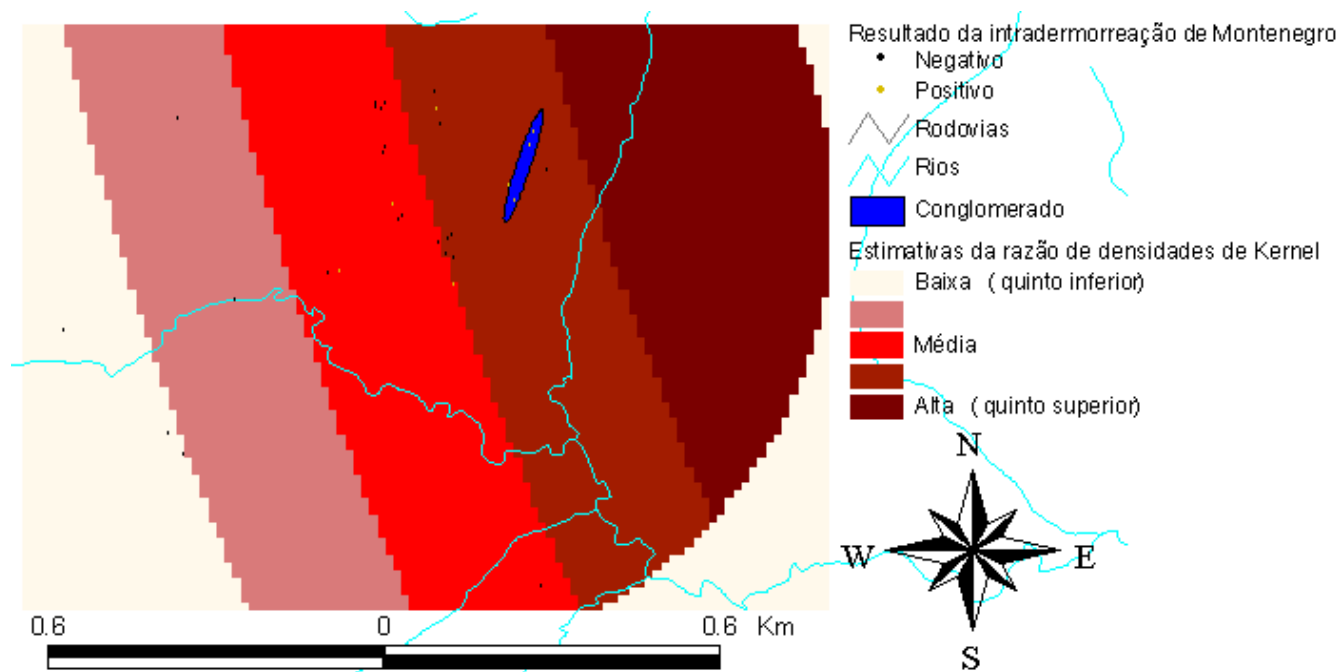 Resultado da intradermorreação de Montenegro
Negativo
Positivo
Rodovias
Rios
Conglomerado
Estimativas da razão de densidades de Kernel
Baixa ( quinto inferior)
Média
Alta ( quinto superior)
N
W E
S
0.6 0 0.6 Km